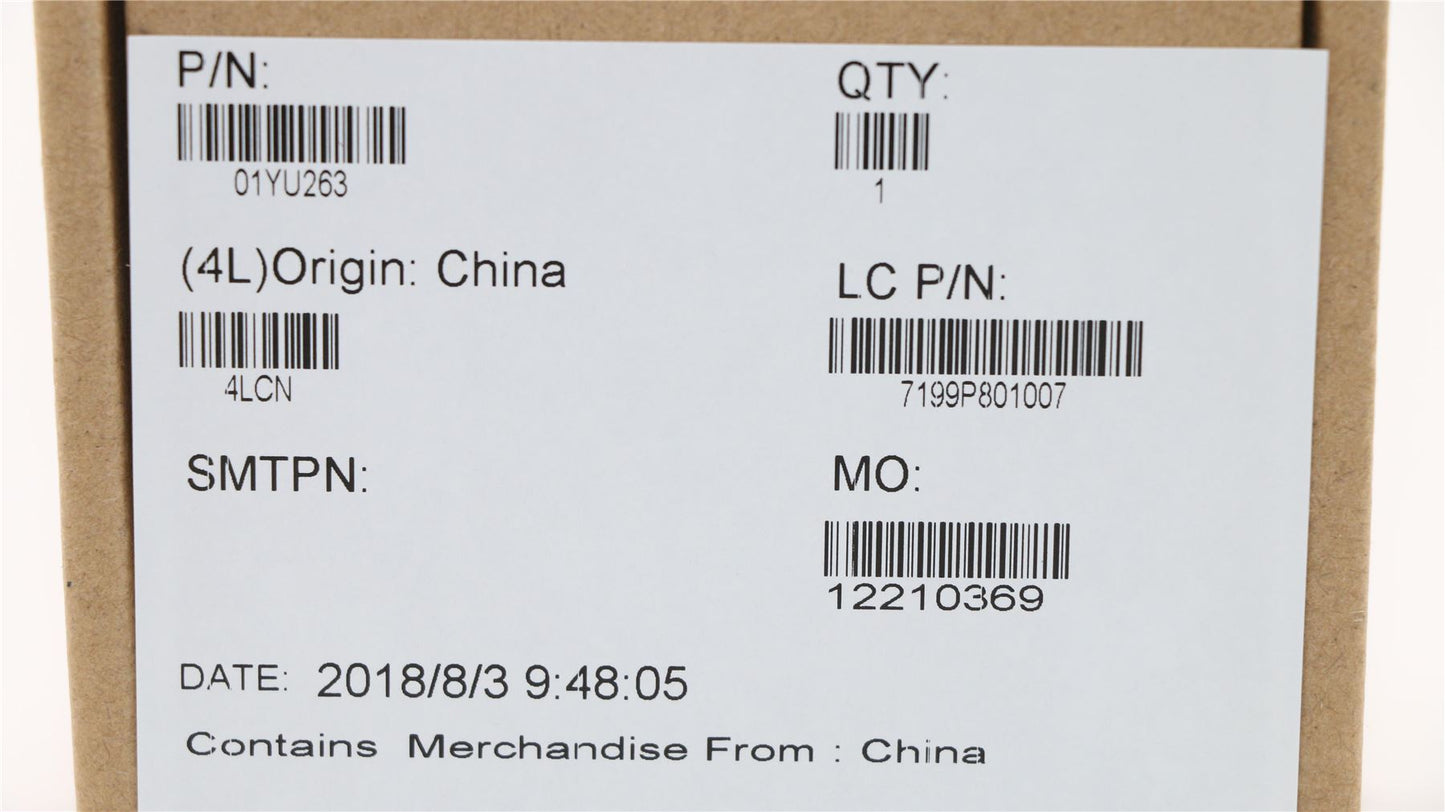 P/N:
01YU263
QTY:
1
(4L)Origin: China
4LCN
LC P/N:
7199P801007
SMTPN:
MO:
12210369
DATE: 2018/8/3 9:48:05
Contains Merchandise From : China